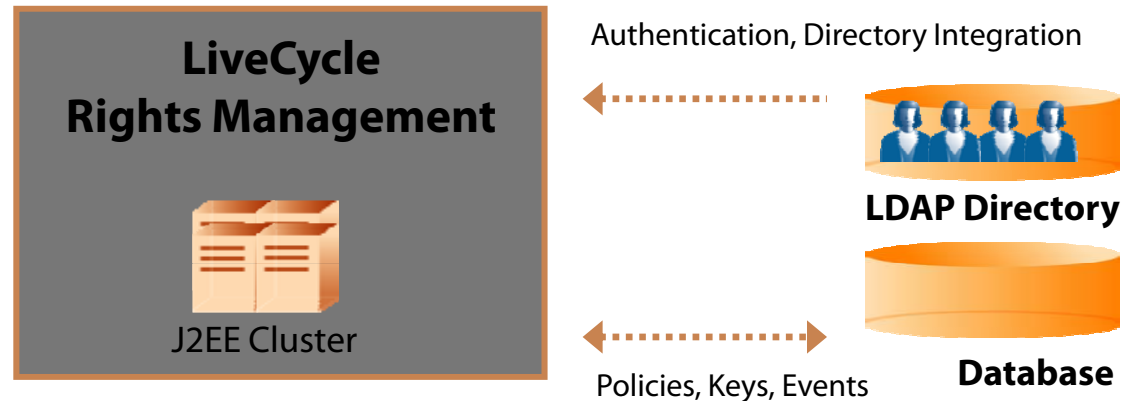 LiveCycle
Rights Management
J2EE Cluster
Authentication, Directory Integration
LDAP Directory
Policies, Keys, Events
Database